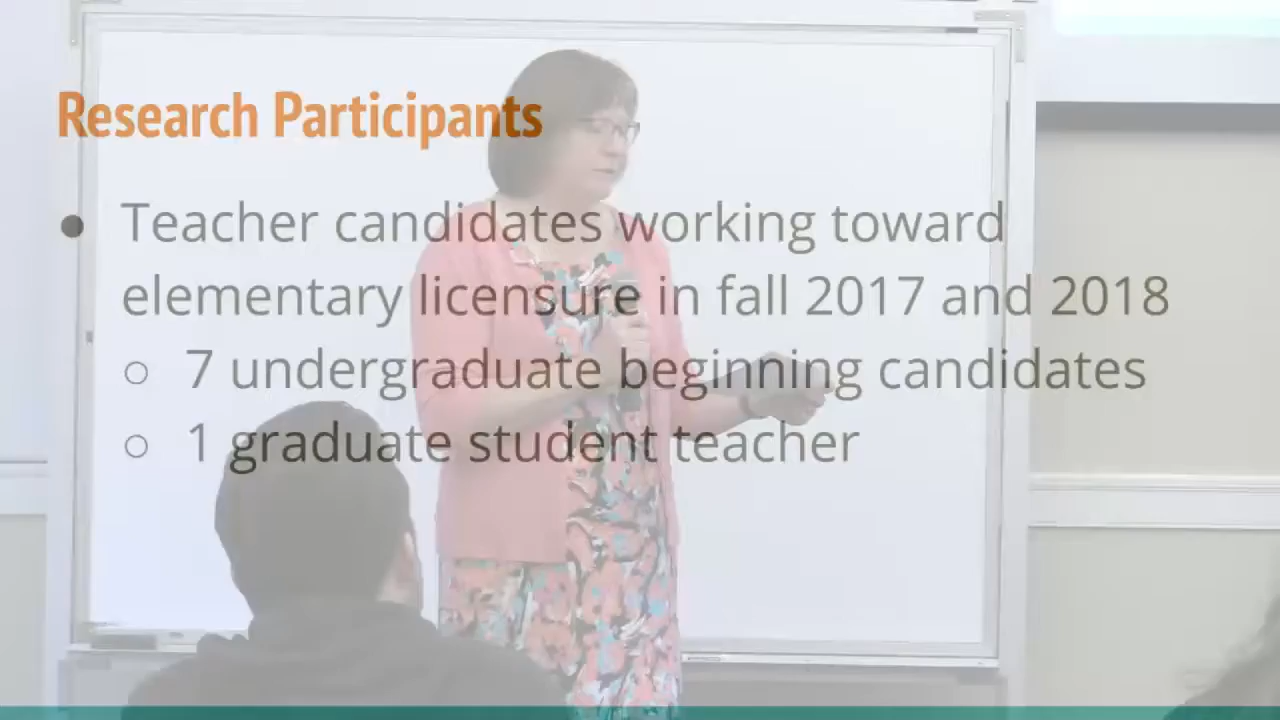 Research Participants
● Teacher candidates working toward
elementary licensure in fall 2017 and 2018
○ 7 undergraduate beginning candidates
○ 1 graduate student teacher